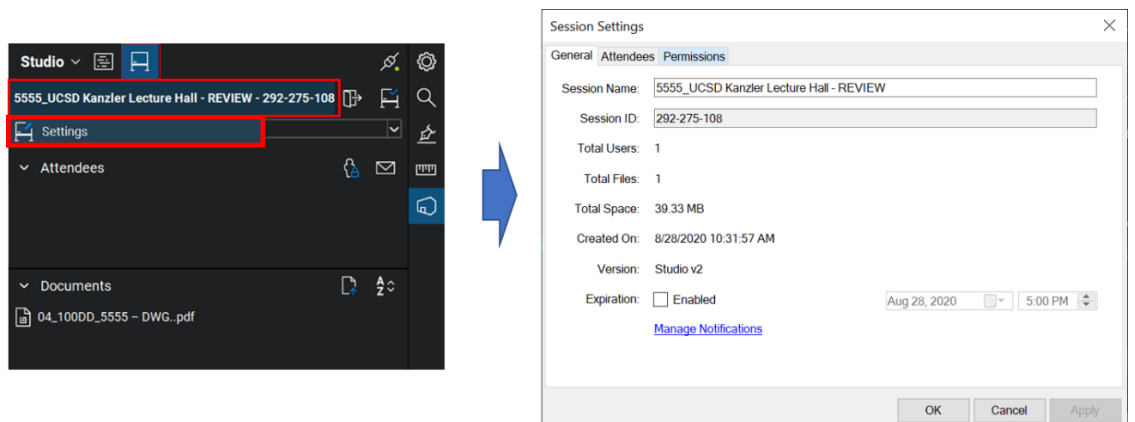 Studio
5555_UCSD Kanzler Lecture Hall - REVIEW - 292-275-108
Settings
Attendees
Documents
A
Z
04_100DD_5555 – DWG..pdf
Session Settings
General Attendees Permissions
Session Name: 5555_UCSD Kanzler Lecture Hall - REVIEW
Session ID: 292-275-108
Total Users: 1
Total Files: 1
Total Space: 39.33 MB
Created On: 8/28/2020 10:31:57 AM
Version: Studio v2
Expiration: Enabled Aug 28, 2020 5:00 PM
Manage Notifications
OK Cancel Apply